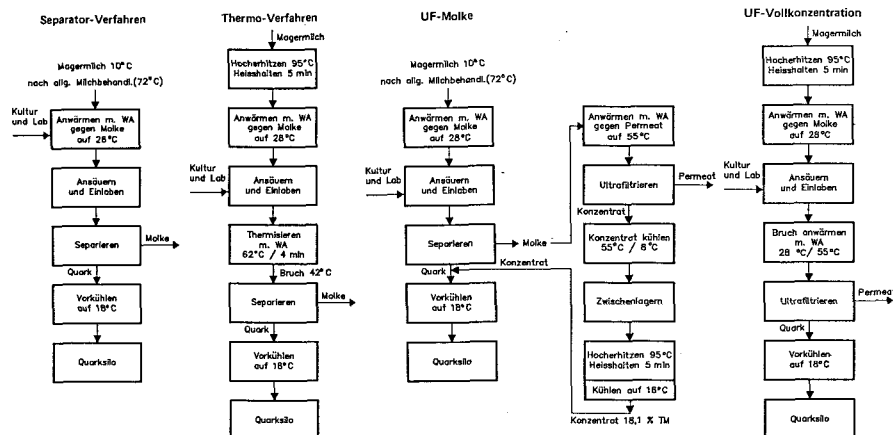 Separator-Verfahren
Magermilch 10°C
nach allg. Milchbehandl.(72°C)
Kultur
und Lab
Anwärmen m. WA
gegen Molke
auf 28°C
Ansäuern
und Einlaben
Separieren
Molke
Quark
Vorkühlen
auf 18°C
Quarksilo
Thermo-Verfahren
Magermilch
Hocherhitzen 95°C
Heisshalten 5 min
Anwärmen m. WA
gegen Molke
auf 28°C
Kultur
und Lab
Ansäuern
und Einlaben
Thermisieren
m. WA
62°C / 4 min
Bruch 42°C
Separieren
Molke
Quark
Vorkühlen
auf 18°C
Quarksilo
UF-Molke
Magermilch 10°C
nach allg. Milchbehandl.(72°C)
Anwärmen m. WA
gegen Molke
auf 28°C
Kultur
und Lab
Ansäuern
und Einlaben
Separieren
Molke
Quark
Konzentrat
Vorkühlen
auf 18°C
Quarksilo
Anwärmen m. WA
gegen Permeat
auf 55°C
Ultrafiltrieren
Permeat
Konzentrat
Konzentrat kühlen
55°C / 6°C
Zwischenlagern
Hocherhitzen 95°C
Heisshalten 5 min
Kühlen auf 18°C
Konzentrat 18,1 % TM
UF-Vollkonzentration
Magermilch
Hocherhitzen 95°C
Heisshalten 5 min
Anwärmen m. WA
gegen Molke
auf 28°C
Kultur
und Lab
Ansäuern
und Einlaben
Bruch anwärmen
m. WA
28 °C/ 55°C
Ultrafiltrieren
Permeat
Quark
Vorkühlen
auf 18°C
Quarksilo